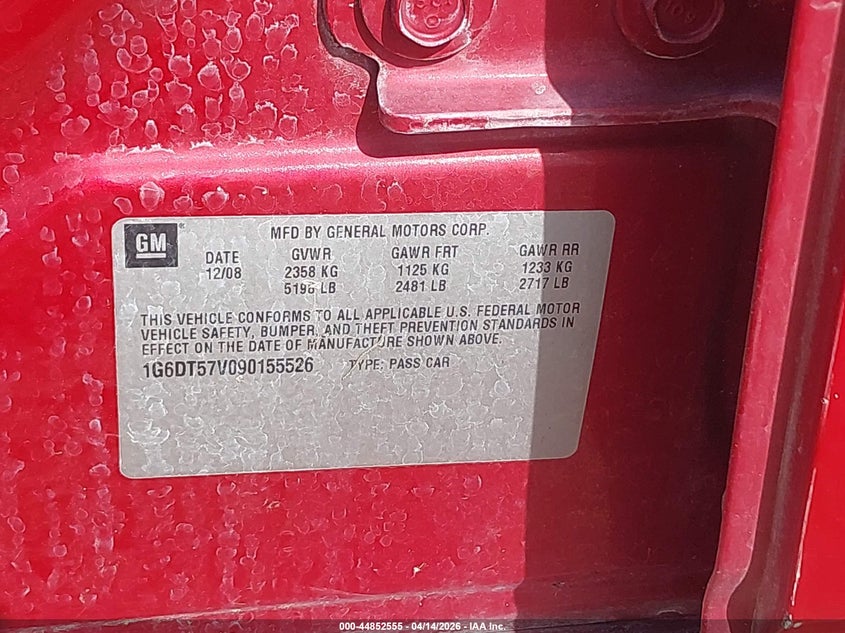 GM
MFD BY GENERAL MOTORS CORP.
DATE GVWR GAWR FRT GAWR RR
12/08 2358 KG 1125 KG 1233 KG
5198 LB 2481 LB 2717 LB
THIS VEHICLE CONFORMS TO ALL APPLICABLE U.S. FEDERAL MOTOR
VEHICLE SAFETY, BUMPER, AND THEFT PREVENTION STANDARDS IN
EFFECT ON THE DATE OF MANUFACTURE SHOWN ABOVE.
1G6DT57V090155526 TYPE: PASS CAR
000-44852555 - 04/14/2026 - IAA Inc.